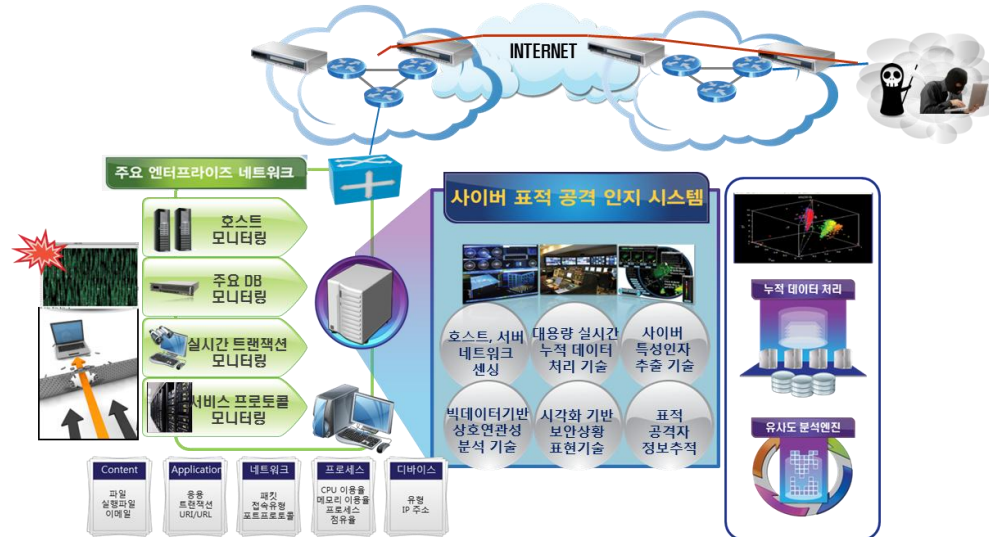 INTERNET
주요 엔터프라이즈 네트워크
호스트
모니터링
주요 DB
모니터링
실시간 트랜잭션
모니터링
서비스 프로토콜
모니터링
사이버 표적 공격 인지 시스템
호스트, 서버
네트워크
센싱
대용량 실시간
누적 데이터
처리 기술
사이버
특성인자
추출 기술
빅데이터기반
상호연관성
분석 기술
시각화 기반
보안상황
표현기술
표적
공격자
정보추적
누적 데이터 처리
유사도 분석엔진
Content
파일
실행파일
이메일
Application
응용
트랜잭션
URI/URL
네트워크
패킷
접속유형
포트프로토콜
프로세스
CPU 이용율
메모리 이용율
프로세스
점유율
디바이스
유형
IP 주소